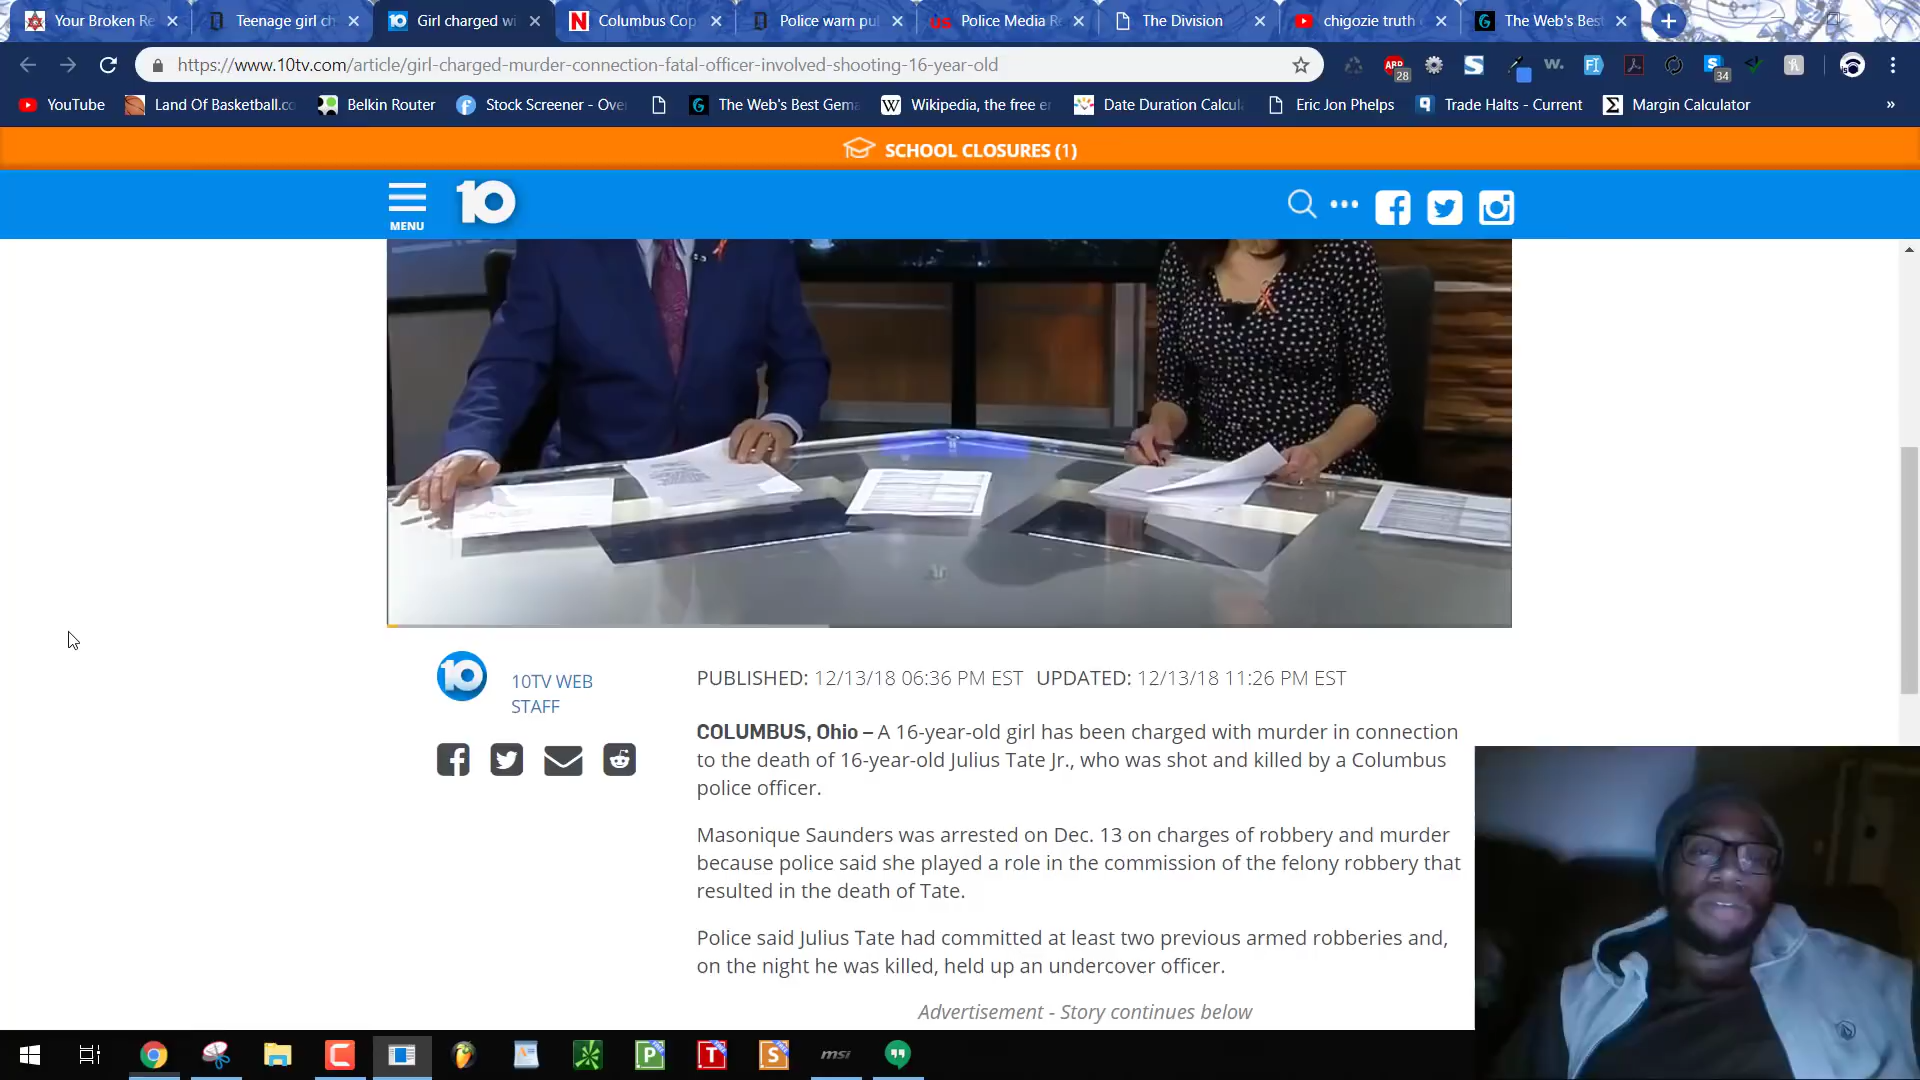 Your Broken Re
Teenage girl ch
Girl charged wi
Columbus Cop
Police warn pu
Police Media Re
The Division
chigozie truth
The Web's Best
https://www.10tv.com/article/girl-charged-murder-connection-fatal-officer-involved-shooting-16-year-old
YouTube
Land Of Basketball.co
Belkin Router
Stock Screener - Over
The Web's Best Gema
Wikipedia, the free e
Date Duration Calcul
Eric Jon Phelps
Trade Halts - Current
Margin Calculator
SCHOOL CLOSURES (1)
MENU
10
10TV WEB
STAFF
PUBLISHED: 12/13/18 06:36 PM EST UPDATED: 12/13/18 11:26 PM EST
COLUMBUS, Ohio – A 16-year-old girl has been charged with murder in connection
to the death of 16-year-old Julius Tate Jr., who was shot and killed by a Columbus
police officer.
Masonique Saunders was arrested on Dec. 13 on charges of robbery and murder
because police said she played a role in the commission of the felony robbery that
resulted in the death of Tate.
Police said Julius Tate had committed at least two previous armed robberies and,
on the night he was killed, held up an undercover officer.
Advertisement - Story continues below